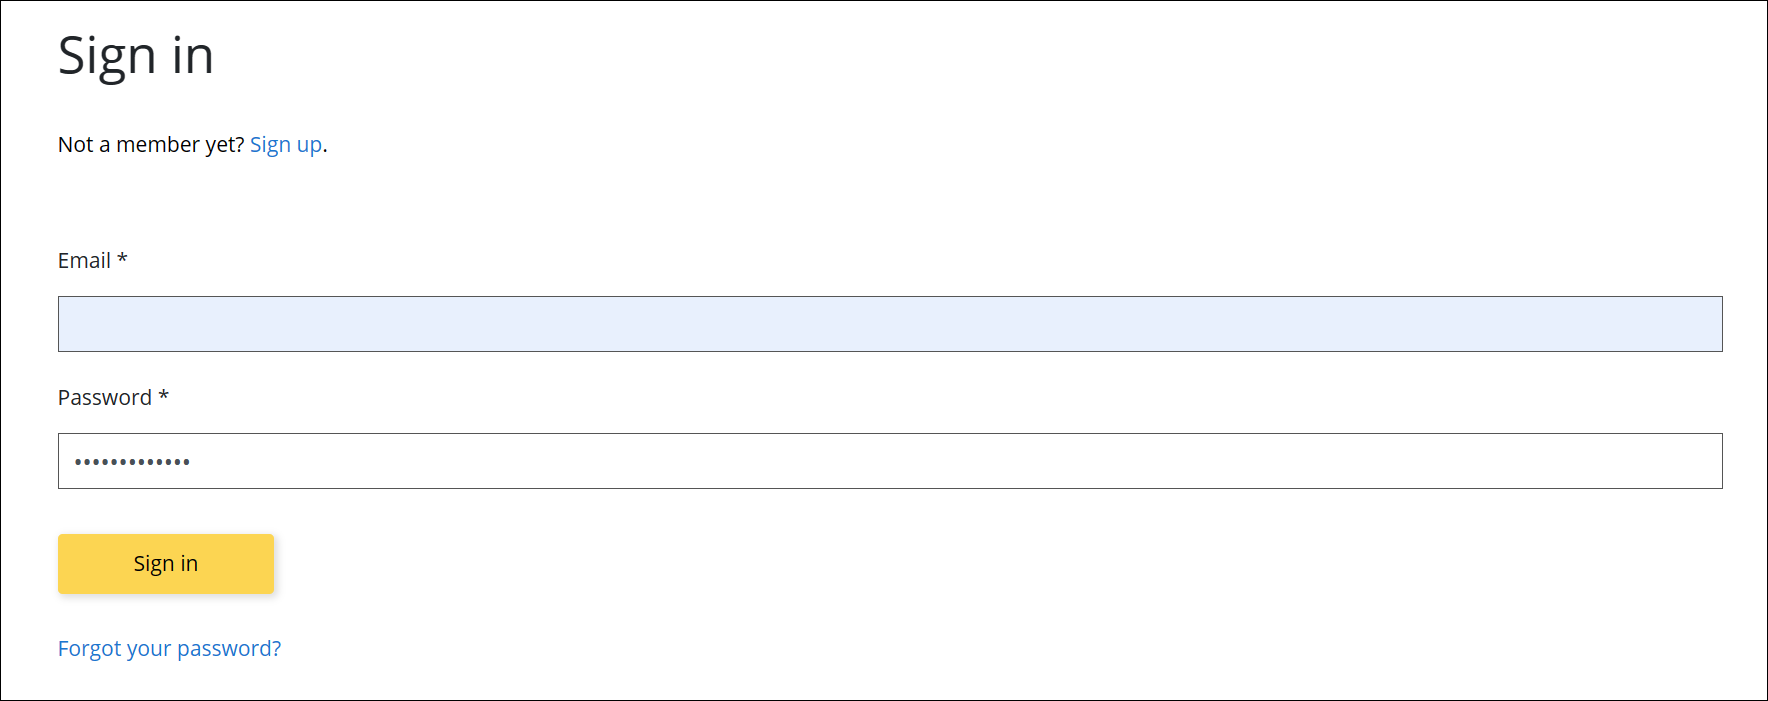 Sign in
Not a member yet? Sign up.
Email *
Password *
•••••••••••••
Sign in
Forgot your password?